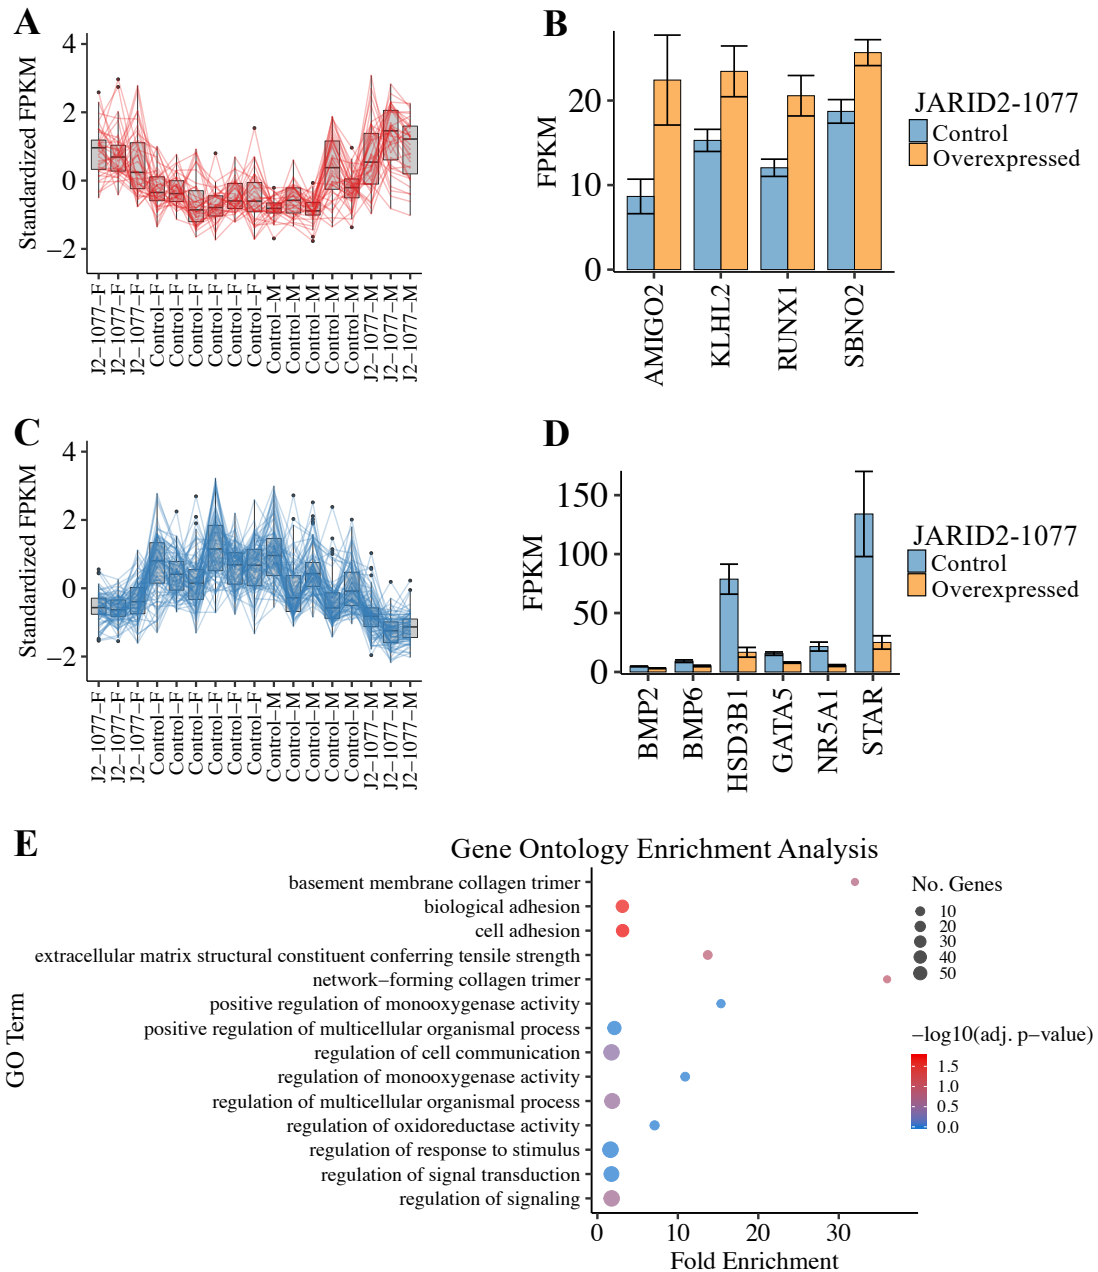 A
Standardized FPKM
4
2
0
−2
J2−1077−F
J2−1077−F
J2−1077−F
Control−F
Control−F
Control−F
Control−F
Control−F
Control−F
Control−M
Control−M
Control−M
Control−M
Control−M
J2−1077−M
J2−1077−M
J2−1077−M
B
FPKM
20
10
0
AMIGO2
KLHL2
RUNX1
SBNO2
JARID2-1077
Control
Overexpressed
C
Standardized FPKM
4
2
0
−2
J2−1077−F
J2−1077−F
J2−1077−F
Control−F
Control−F
Control−F
Control−F
Control−F
Control−F
Control−M
Control−M
Control−M
Control−M
Control−M
J2−1077−M
J2−1077−M
J2−1077−M
D
FPKM
150
100
50
0
BMP2
BMP6
HSD3B1
GATA5
NR5A1
STAR
JARID2-1077
Control
Overexpressed
E
Gene Ontology Enrichment Analysis
GO Term
basement membrane collagen trimer
biological adhesion
cell adhesion
extracellular matrix structural constituent conferring tensile strength
network−forming collagen trimer
positive regulation of monooxygenase activity
positive regulation of multicellular organismal process
regulation of cell communication
regulation of monooxygenase activity
regulation of multicellular organismal process
regulation of oxidoreductase activity
regulation of response to stimulus
regulation of signal transduction
regulation of signaling
0
10
20
30
Fold Enrichment
No. Genes
10
20
30
40
50
−log10(adj. p−value)
1.5
1.0
0.5
0.0